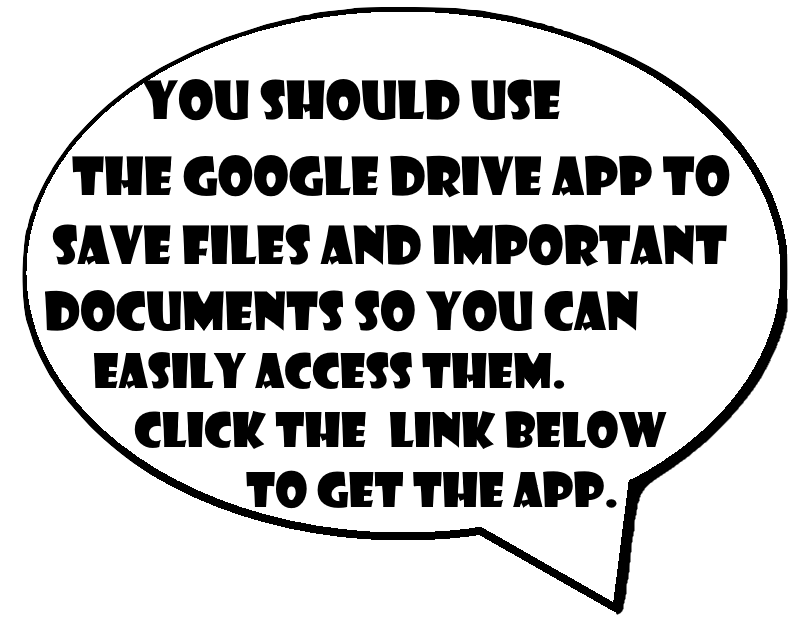 YOU SHOULD USE
THE GOOGLE DRIVE APP TO
SAVE FILES AND IMPORTANT
DOCUMENTS SO YOU CAN
EASILY ACCESS THEM.
CLICK THE LINK BELOW
TO GET THE APP.